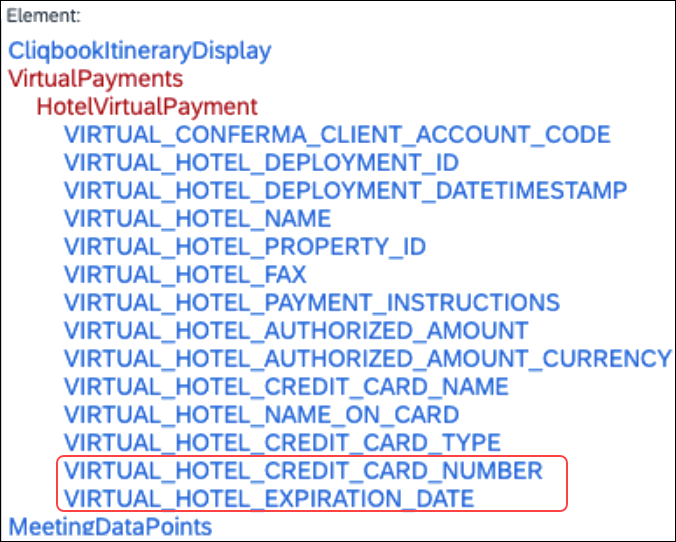 Element:
CliqbookItineraryDisplay
VirtualPayments
HotelVirtualPayment
VIRTUAL_CONFERMA_CLIENT_ACCOUNT_CODE
VIRTUAL_HOTEL_DEPLOYMENT_ID
VIRTUAL_HOTEL_DEPLOYMENT_DATETIMESTAMP
VIRTUAL_HOTEL_NAME
VIRTUAL_HOTEL_PROPERTY_ID
VIRTUAL_HOTEL_FAX
VIRTUAL_HOTEL_PAYMENT_INSTRUCTIONS
VIRTUAL_HOTEL_AUTHORIZED_AMOUNT
VIRTUAL_HOTEL_AUTHORIZED_AMOUNT_CURRENCY
VIRTUAL_HOTEL_CREDIT_CARD_NAME
VIRTUAL_HOTEL_NAME_ON_CARD
VIRTUAL_HOTEL_CREDIT_CARD_TYPE
VIRTUAL_HOTEL_CREDIT_CARD_NUMBER
VIRTUAL_HOTEL_EXPIRATION_DATE
MeetingDataPoints